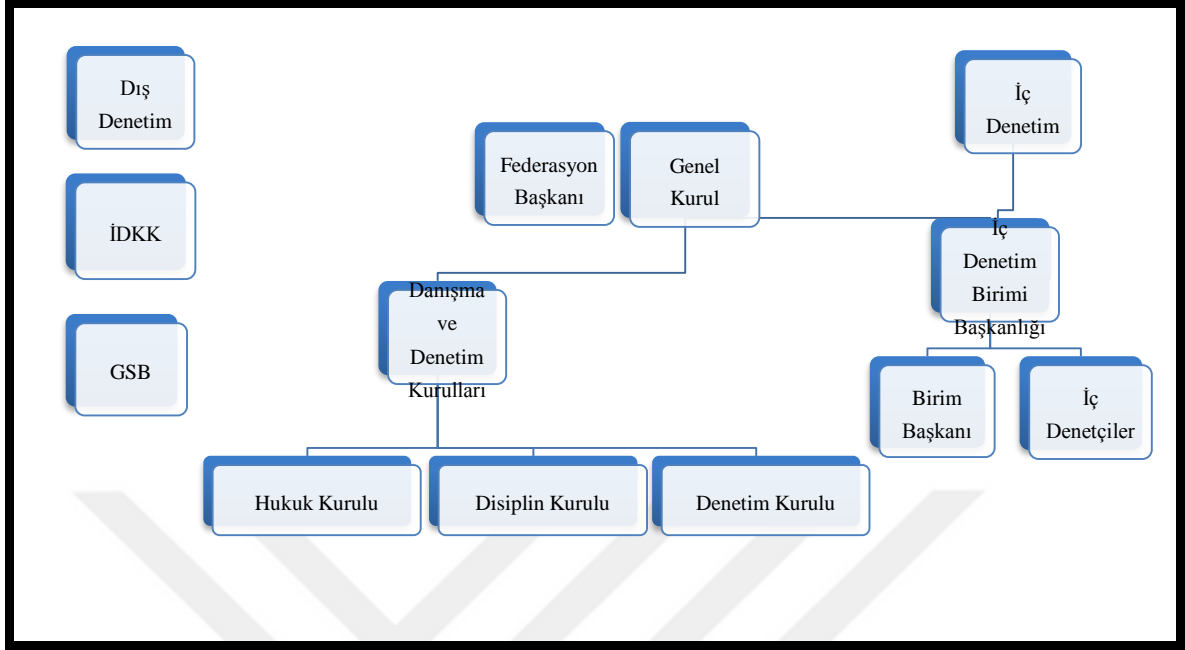 Dış
Denetim
İDKK
GSB
Federasyon
Başkanı
Genel
Kurul
İç
Denetim
İç
Denetim
Birimi
Başkanlığı
Birim
Başkanı
İç
Denetçiler
Danışma
ve
Denetim
Kurulları
Hukuk Kurulu
Disiplin Kurulu
Denetim Kurulu